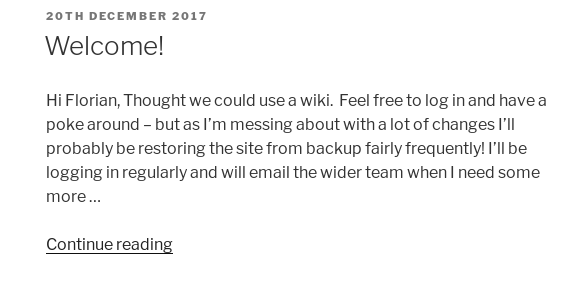 20TH DECEMBER 2017
Welcome!
Hi Florian, Thought we could use a wiki.  Feel free to log in and have a
poke around – but as I’m messing about with a lot of changes I’ll
probably be restoring the site from backup fairly frequently! I’ll be
logging in regularly and will email the wider team when I need some
more …
Continue reading